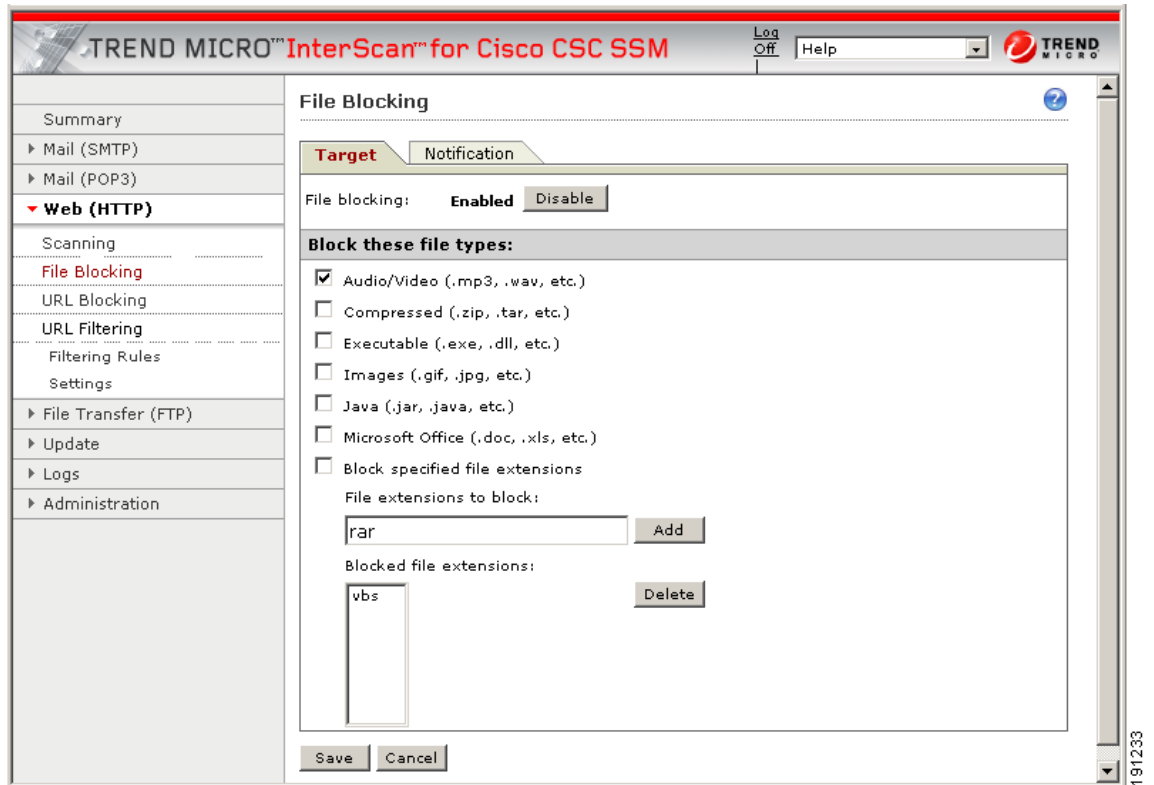 TREND MICRO™ InterScan™ for Cisco CSC SSM
Log Off
Help
TREND MICRO
Summary
Mail (SMTP)
Mail (POP3)
Web (HTTP)
Scanning
File Blocking
URL Blocking
URL Filtering
Filtering Rules
Settings
File Transfer (FTP)
Update
Logs
Administration
File Blocking
?
Target
Notification
File blocking: Enabled Disable
Block these file types:
Audio/Video (.mp3, .wav, etc.)
Compressed (.zip, .tar, etc.)
Executable (.exe, .dll, etc.)
Images (.gif, .jpg, etc.)
Java (.jar, .java, etc.)
Microsoft Office (.doc, .xls, etc.)
Block specified file extensions
File extensions to block:
rar Add
Blocked file extensions:
vbs Delete
Save Cancel
191233